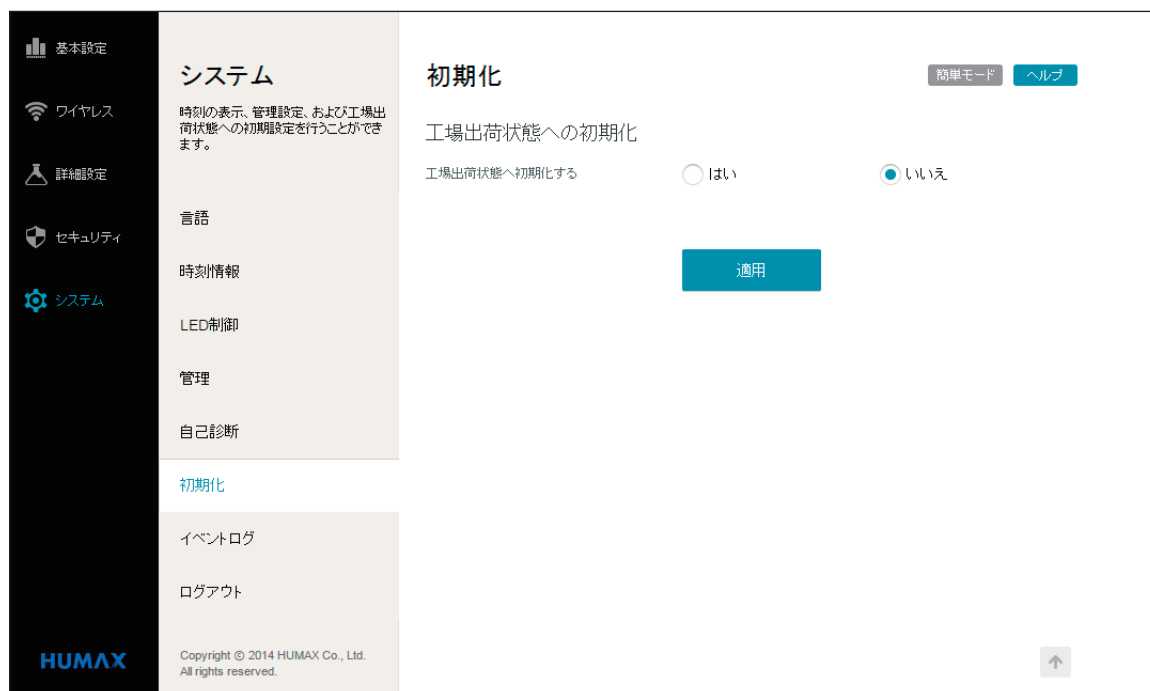 基本設定
ワイヤレス
詳細設定
セキュリティ
システム
HUMAX
システム
時刻の表示、管理設定、および工場出
荷状態への初期設定を行うことができ
ます。
言語
時刻情報
LED制御
管理
自己診断
初期化
イベントログ
ログアウト
Copyright © 2014 HUMAX Co., Ltd.
All rights reserved.
初期化
簡単モード
ヘルプ
工場出荷状態への初期化
工場出荷状態へ初期化する
はい
いいえ
適用